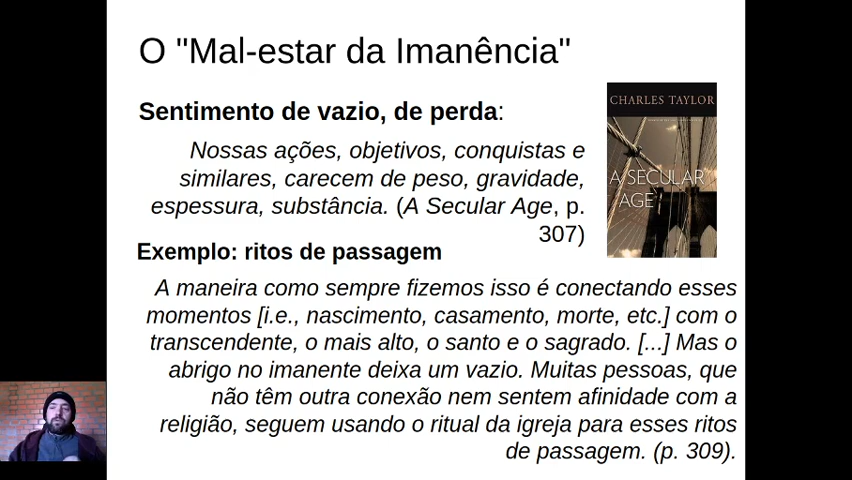 O "Mal-estar da Imanência"
Sentimento de vazio, de perda:
Nossas ações, objetivos, conquistas e
similares, carecem de peso, gravidade,
espessura, substância. (A Secular Age, p.
307)
CHARLES TAYLOR
A SECULAR
AGE
Exemplo: ritos de passagem
A maneira como sempre fizemos isso é conectando esses
momentos [i.e., nascimento, casamento, morte, etc.] com o
transcendente, o mais alto, o santo e o sagrado. [...] Mas o
abrigo no imanente deixa um vazio. Muitas pessoas, que
não têm outra conexão nem sentem afinidade com a
religião, seguem usando o ritual da igreja para esses ritos
de passagem. (p. 309).